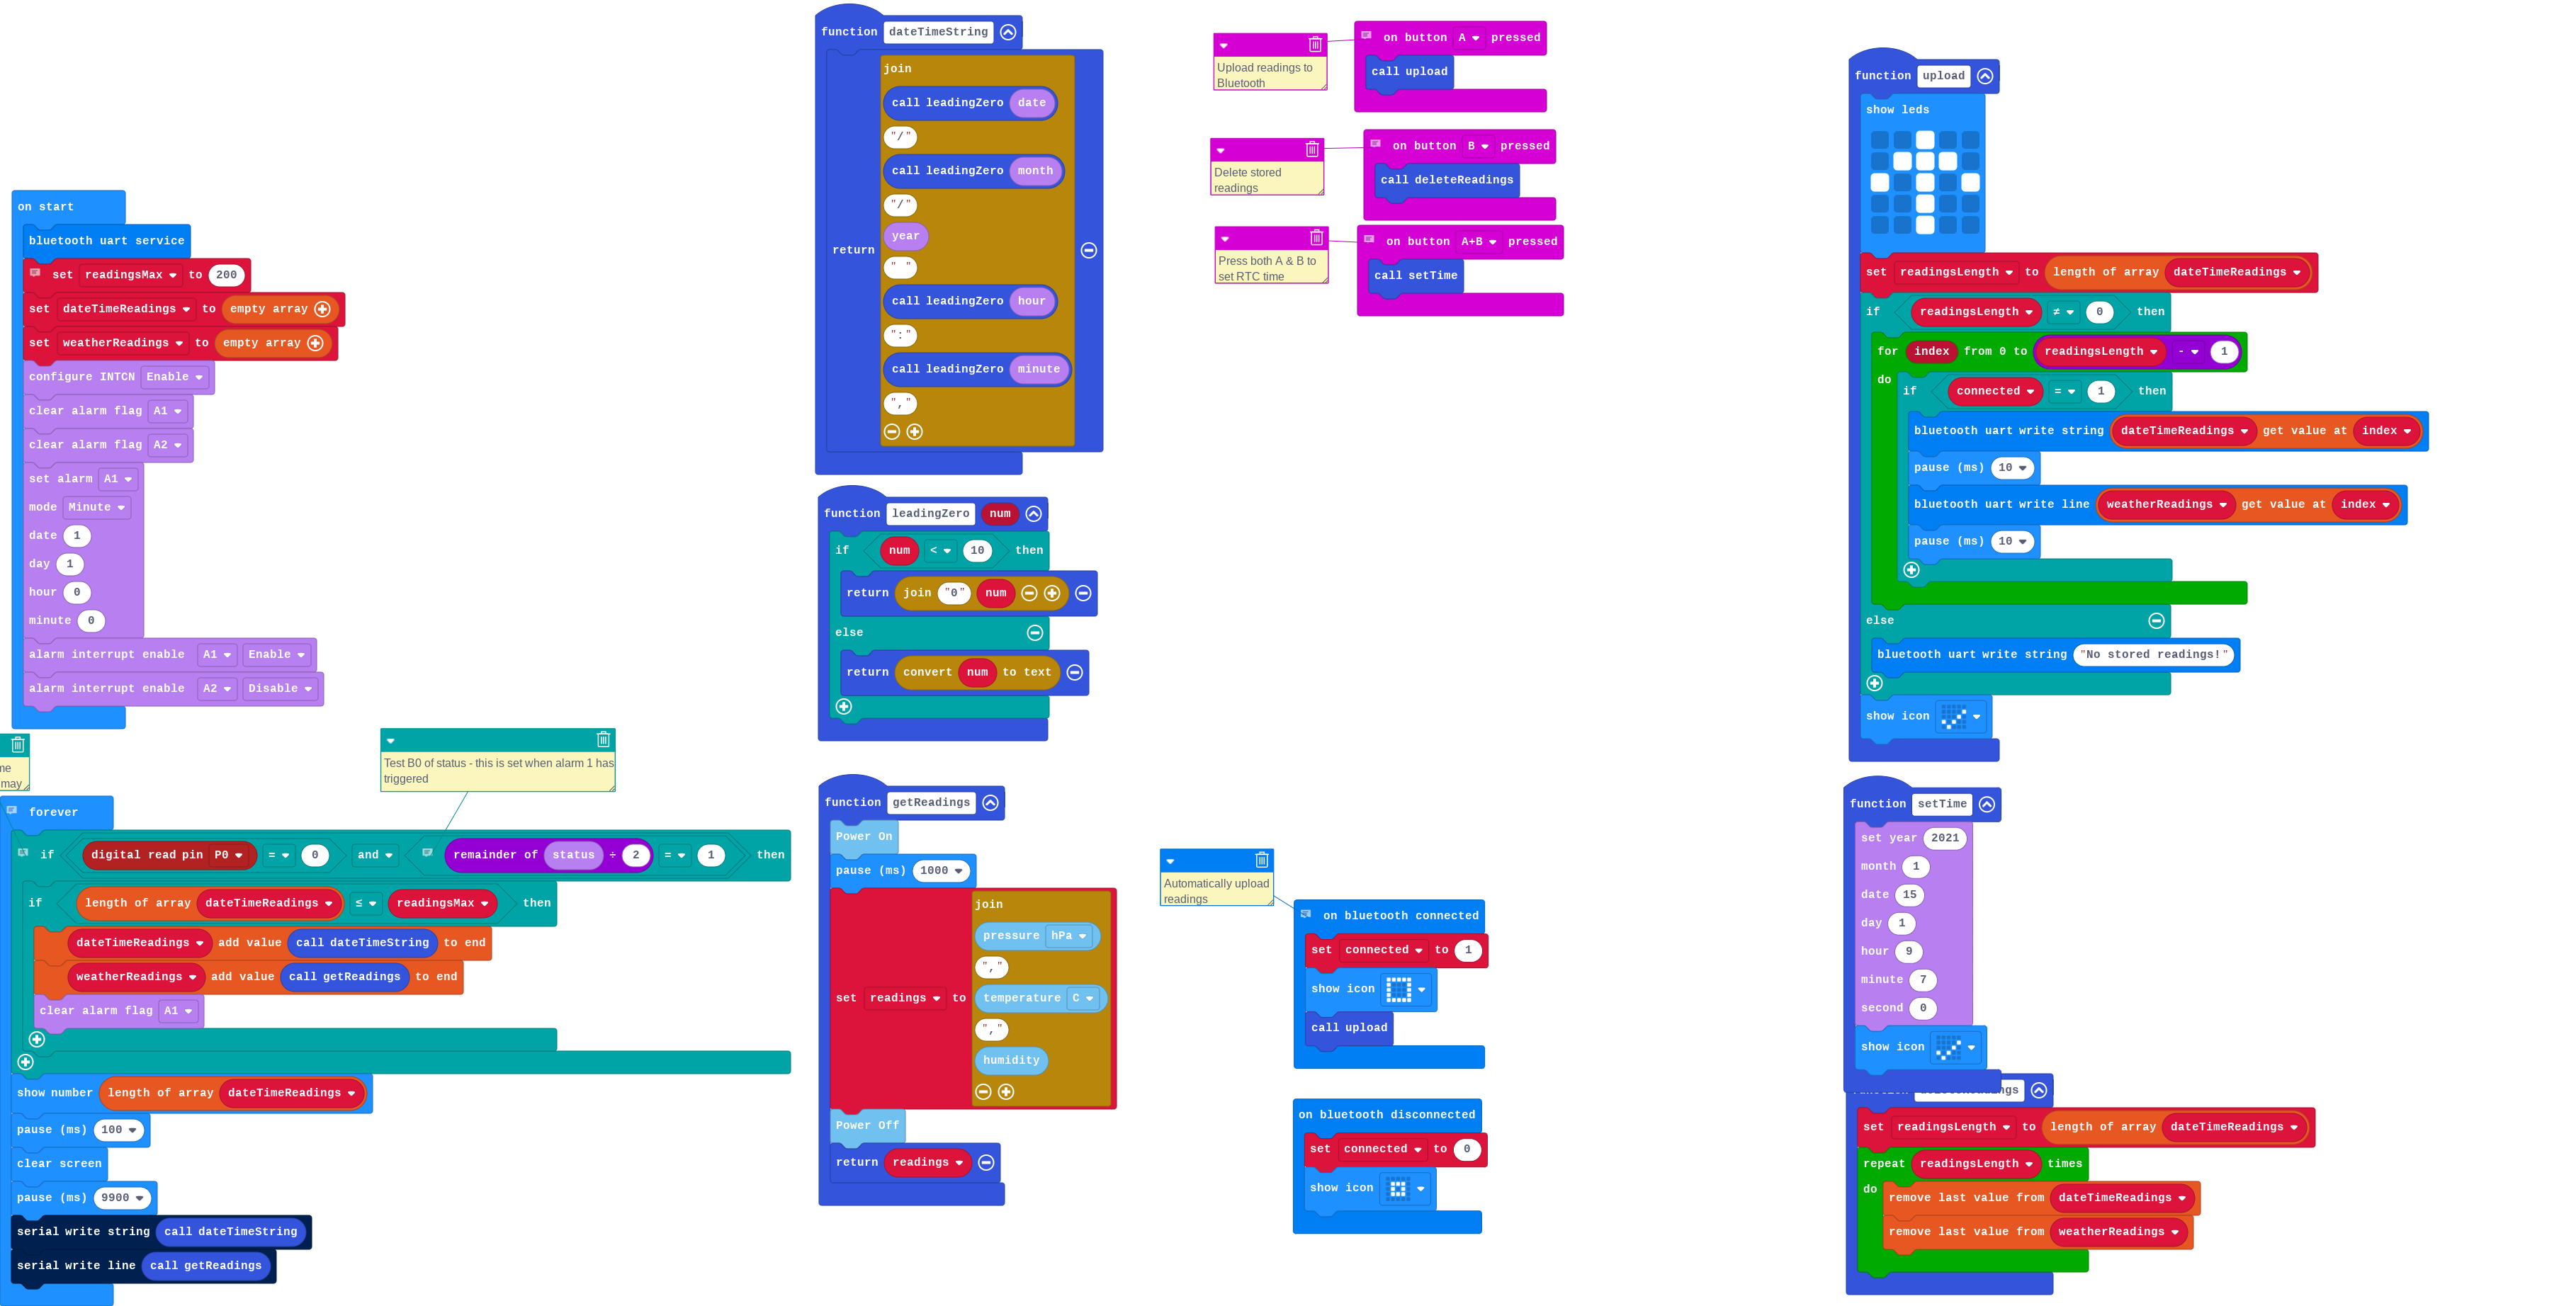 on start
bluetooth uart service
set readingsMax to 200
set dateTimeReadings to empty array
set weatherReadings to empty array
configure INTCN Enable
clear alarm flag A1
clear alarm flag A2
set alarm A1
mode Minute
date 1
day 1
hour 0
minute 0
alarm interrupt enable A1 Enable
alarm interrupt enable A2 Disable
me
may
Test B0 of status - this is set when alarm 1 has
triggered
forever
if digital read pin P0 = 0 and remainder of status ÷ 2 = 1 then
if length of array dateTimeReadings ≤ readingsMax then
dateTimeReadings add value call dateTimeString to end
weatherReadings add value call getReadings to end
clear alarm flag A1
show number length of array dateTimeReadings
pause (ms) 100
clear screen
pause (ms) 9900
serial write string call dateTimeString
serial write line call getReadings
function dateTimeString
return
join
call leadingZero date
"/"
call leadingZero month
"/"
year
" "
call leadingZero hour
":"
call leadingZero minute
","
function leadingZero num
if num < 10 then
return join "0" num
else
return convert num to text
function getReadings
Power On
pause (ms) 1000
set readings to
join
pressure hPa
","
temperature C
","
humidity
Power Off
return readings
Upload readings to
Bluetooth
on button A pressed
call upload
Delete stored
readings
on button B pressed
call deleteReadings
Press both A & B to
set RTC time
on button A+B pressed
call setTime
Automatically upload
readings
on bluetooth connected
set connected to 1
show icon
call upload
on bluetooth disconnected
set connected to 0
show icon
function upload
show leds
set readingsLength to length of array dateTimeReadings
if readingsLength ≠ 0 then
for index from 0 to readingsLength - 1
do
if connected = 1 then
bluetooth uart write string dateTimeReadings get value at index
pause (ms) 10
bluetooth uart write line weatherReadings get value at index
pause (ms) 10
else
bluetooth uart write string "No stored readings!"
show icon
function setTime
set year 2021
month 1
date 15
day 1
hour 9
minute 7
second 0
show icon
set readingsLength to length of array dateTimeReadings
repeat readingsLength times
do
remove last value from dateTimeReadings
remove last value from weatherReadings